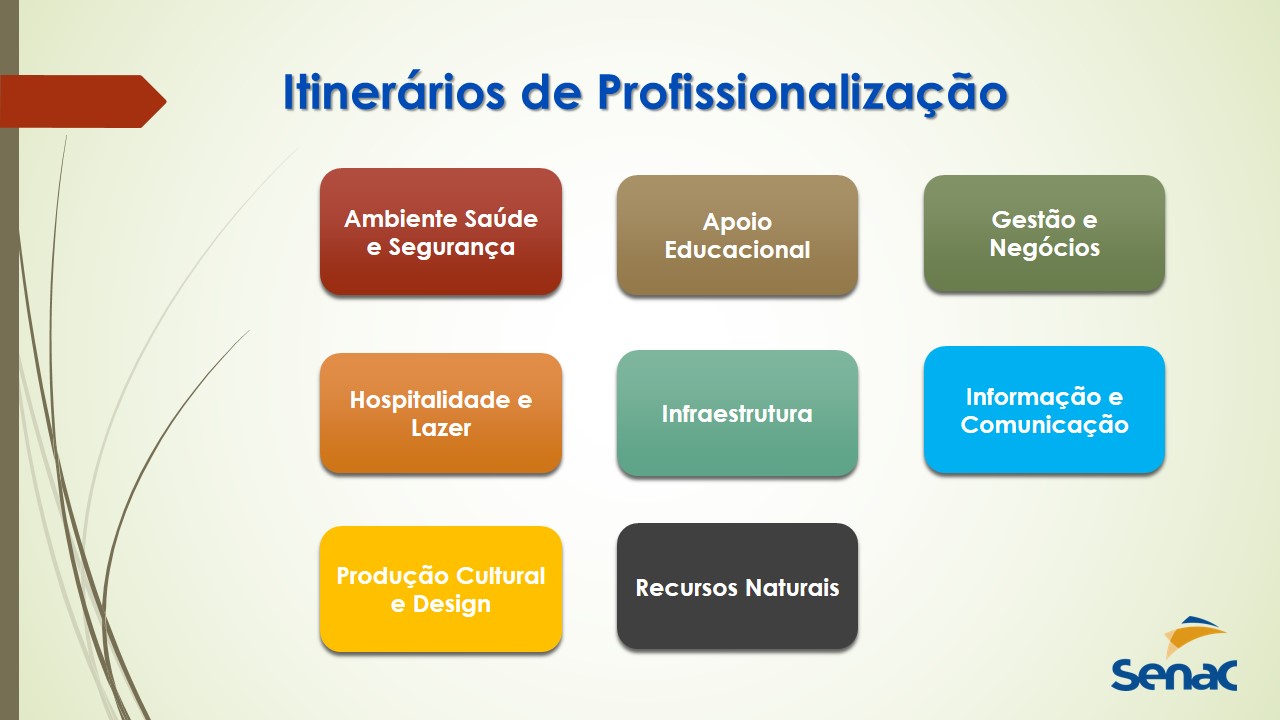 Itinerários de Profissionalização
Ambiente Saúde
e Segurança
Apoio
Educacional
Gestão e
Negócios
Hospitalidade e
Lazer
Infraestrutura
Informação e
Comunicação
Produção Cultural
e Design
Recursos Naturais
Senac